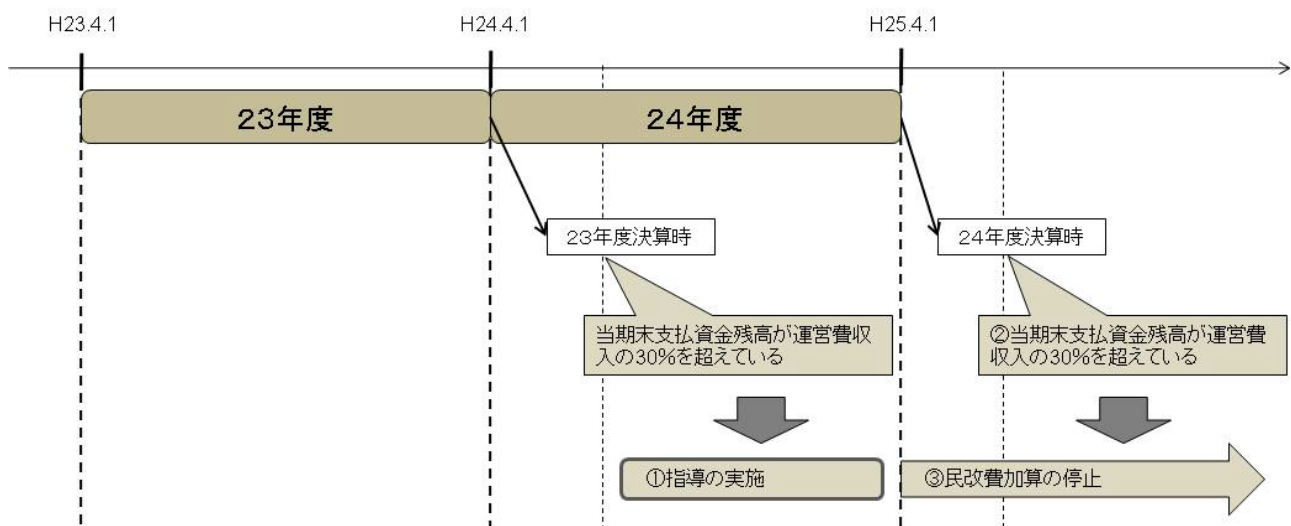 H23.4.1
H24.4.1
H25.4.1
23年度
24年度
23年度決算時
24年度決算時
当期末支払資金残高が運営費収
入の30%を超えている
②当期末支払資金残高が運営費
収入の30%を超えている
①指導の実施
③民改費加算の停止